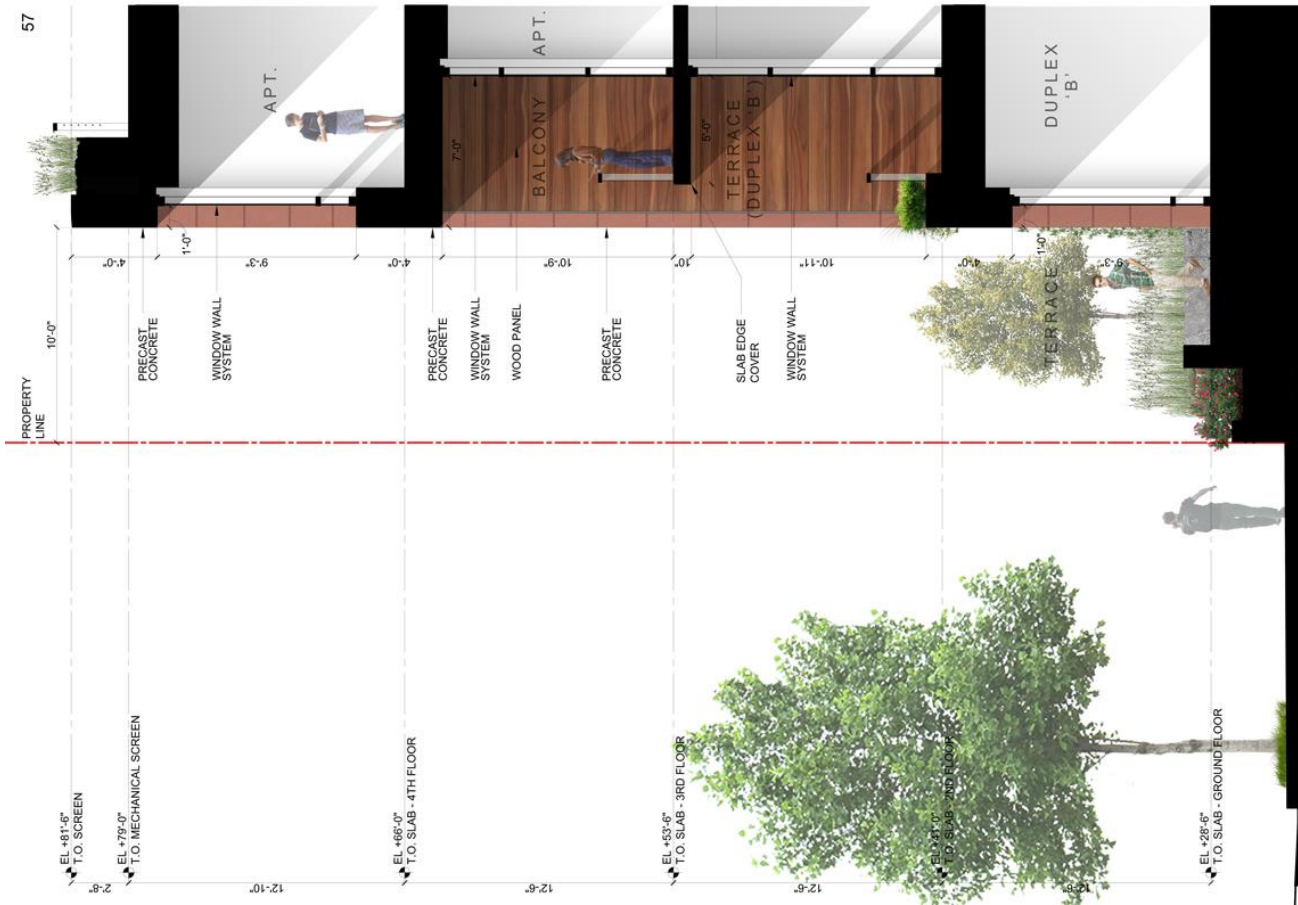 57
PROPERTY
LINE
10'-0"
EL +81'-6"
T.O. SCREEN
2'-8"
EL +79'-0"
T.O. MECHANICAL SCREEN
12'-10"
EL +66'-0"
T.O. SLAB - 4TH FLOOR
12'-6"
EL +53'-6"
T.O. SLAB - 3RD FLOOR
12'-6"
EL +41'-0"
T.O. SLAB - 2ND FLOOR
12'-6"
EL +28'-6"
T.O. SLAB - GROUND FLOOR
PRECAST
CONCRETE
WINDOW WALL
SYSTEM
PRECAST
CONCRETE
WINDOW WALL
SYSTEM
WOOD PANEL
PRECAST
CONCRETE
SLAB EDGE
COVER
WINDOW WALL
SYSTEM
4'-0"
1'-0"
9'-3"
4'-0"
10'-9"
10"
10'-11"
4'-0"
1'-0"
9'-3"
APT.
7'-0"
BALCONY
APT.
5'-0"
TERRACE
(DUPLEX 'B')
TERRACE
DUPLEX
'B'